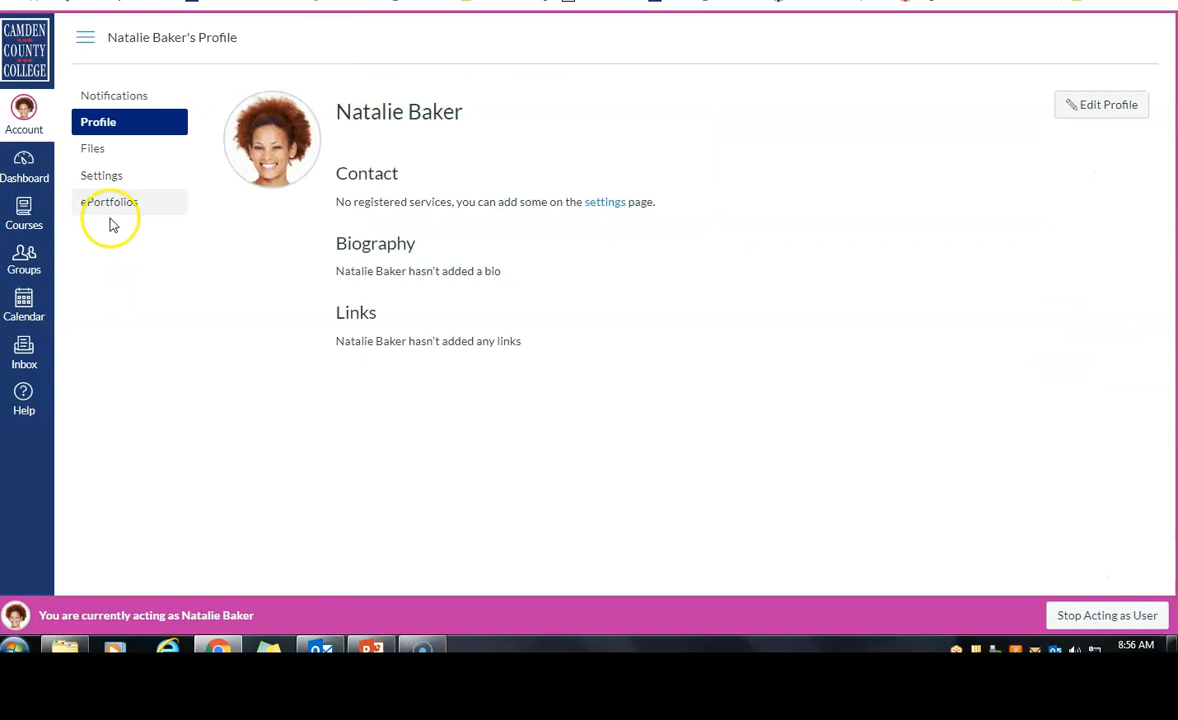 CAMDEN
COUNTY
COLLEGE
Natalie Baker's Profile
Account
Dashboard
Courses
Groups
Calendar
Inbox
Help
Notifications
Profile
Files
Settings
ePortfolios
Natalie Baker
Edit Profile
Contact
No registered services, you can add some on the settings page.
Biography
Natalie Baker hasn't added a bio
Links
Natalie Baker hasn't added any links
You are currently acting as Natalie Baker
Stop Acting as User
8:56 AM